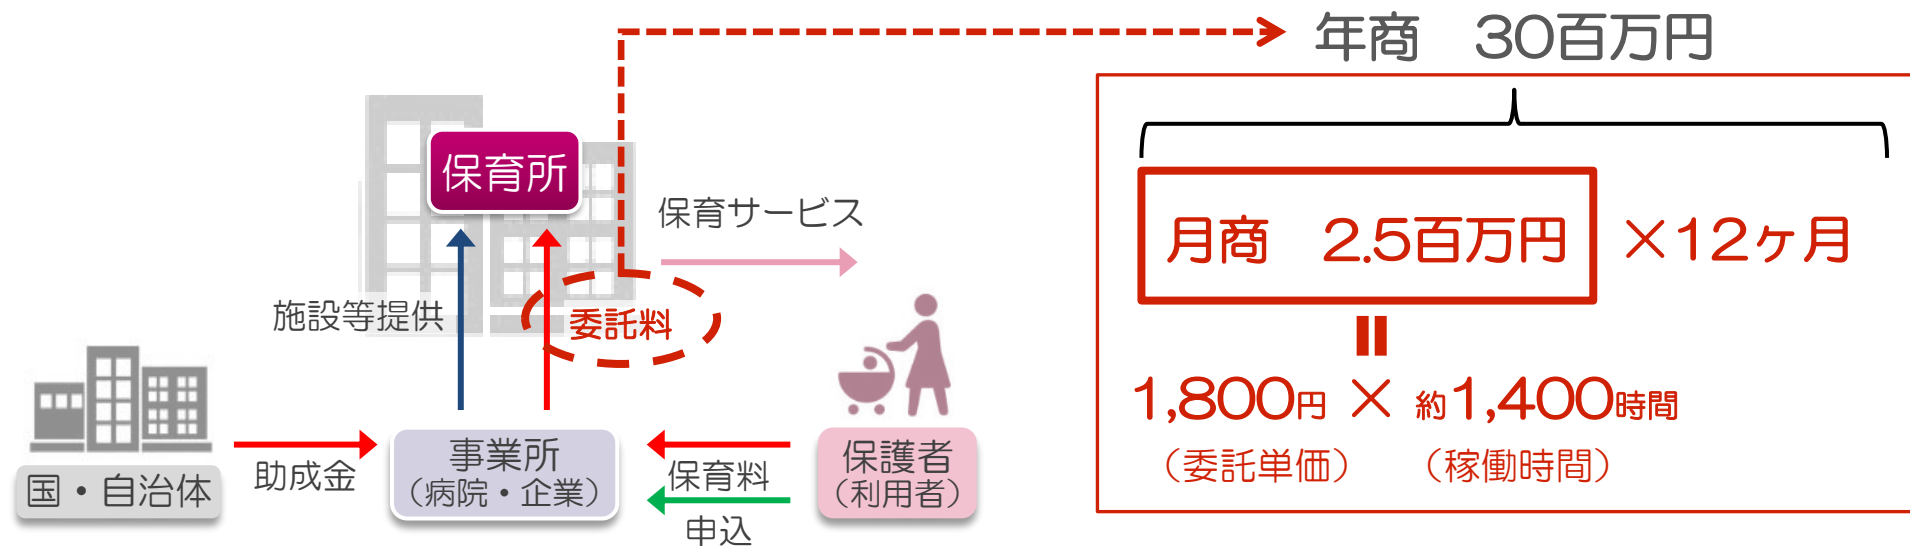 年商　30百万円
保育所
保育サービス
月商　2.5百万円
×12ヶ月
施設等提供
委託料
1,800円 × 約1,400時間
（委託単価）　（稼働時間）
国・自治体
助成金
事業所
（病院・企業）
保育料
申込
保護者
（利用者）